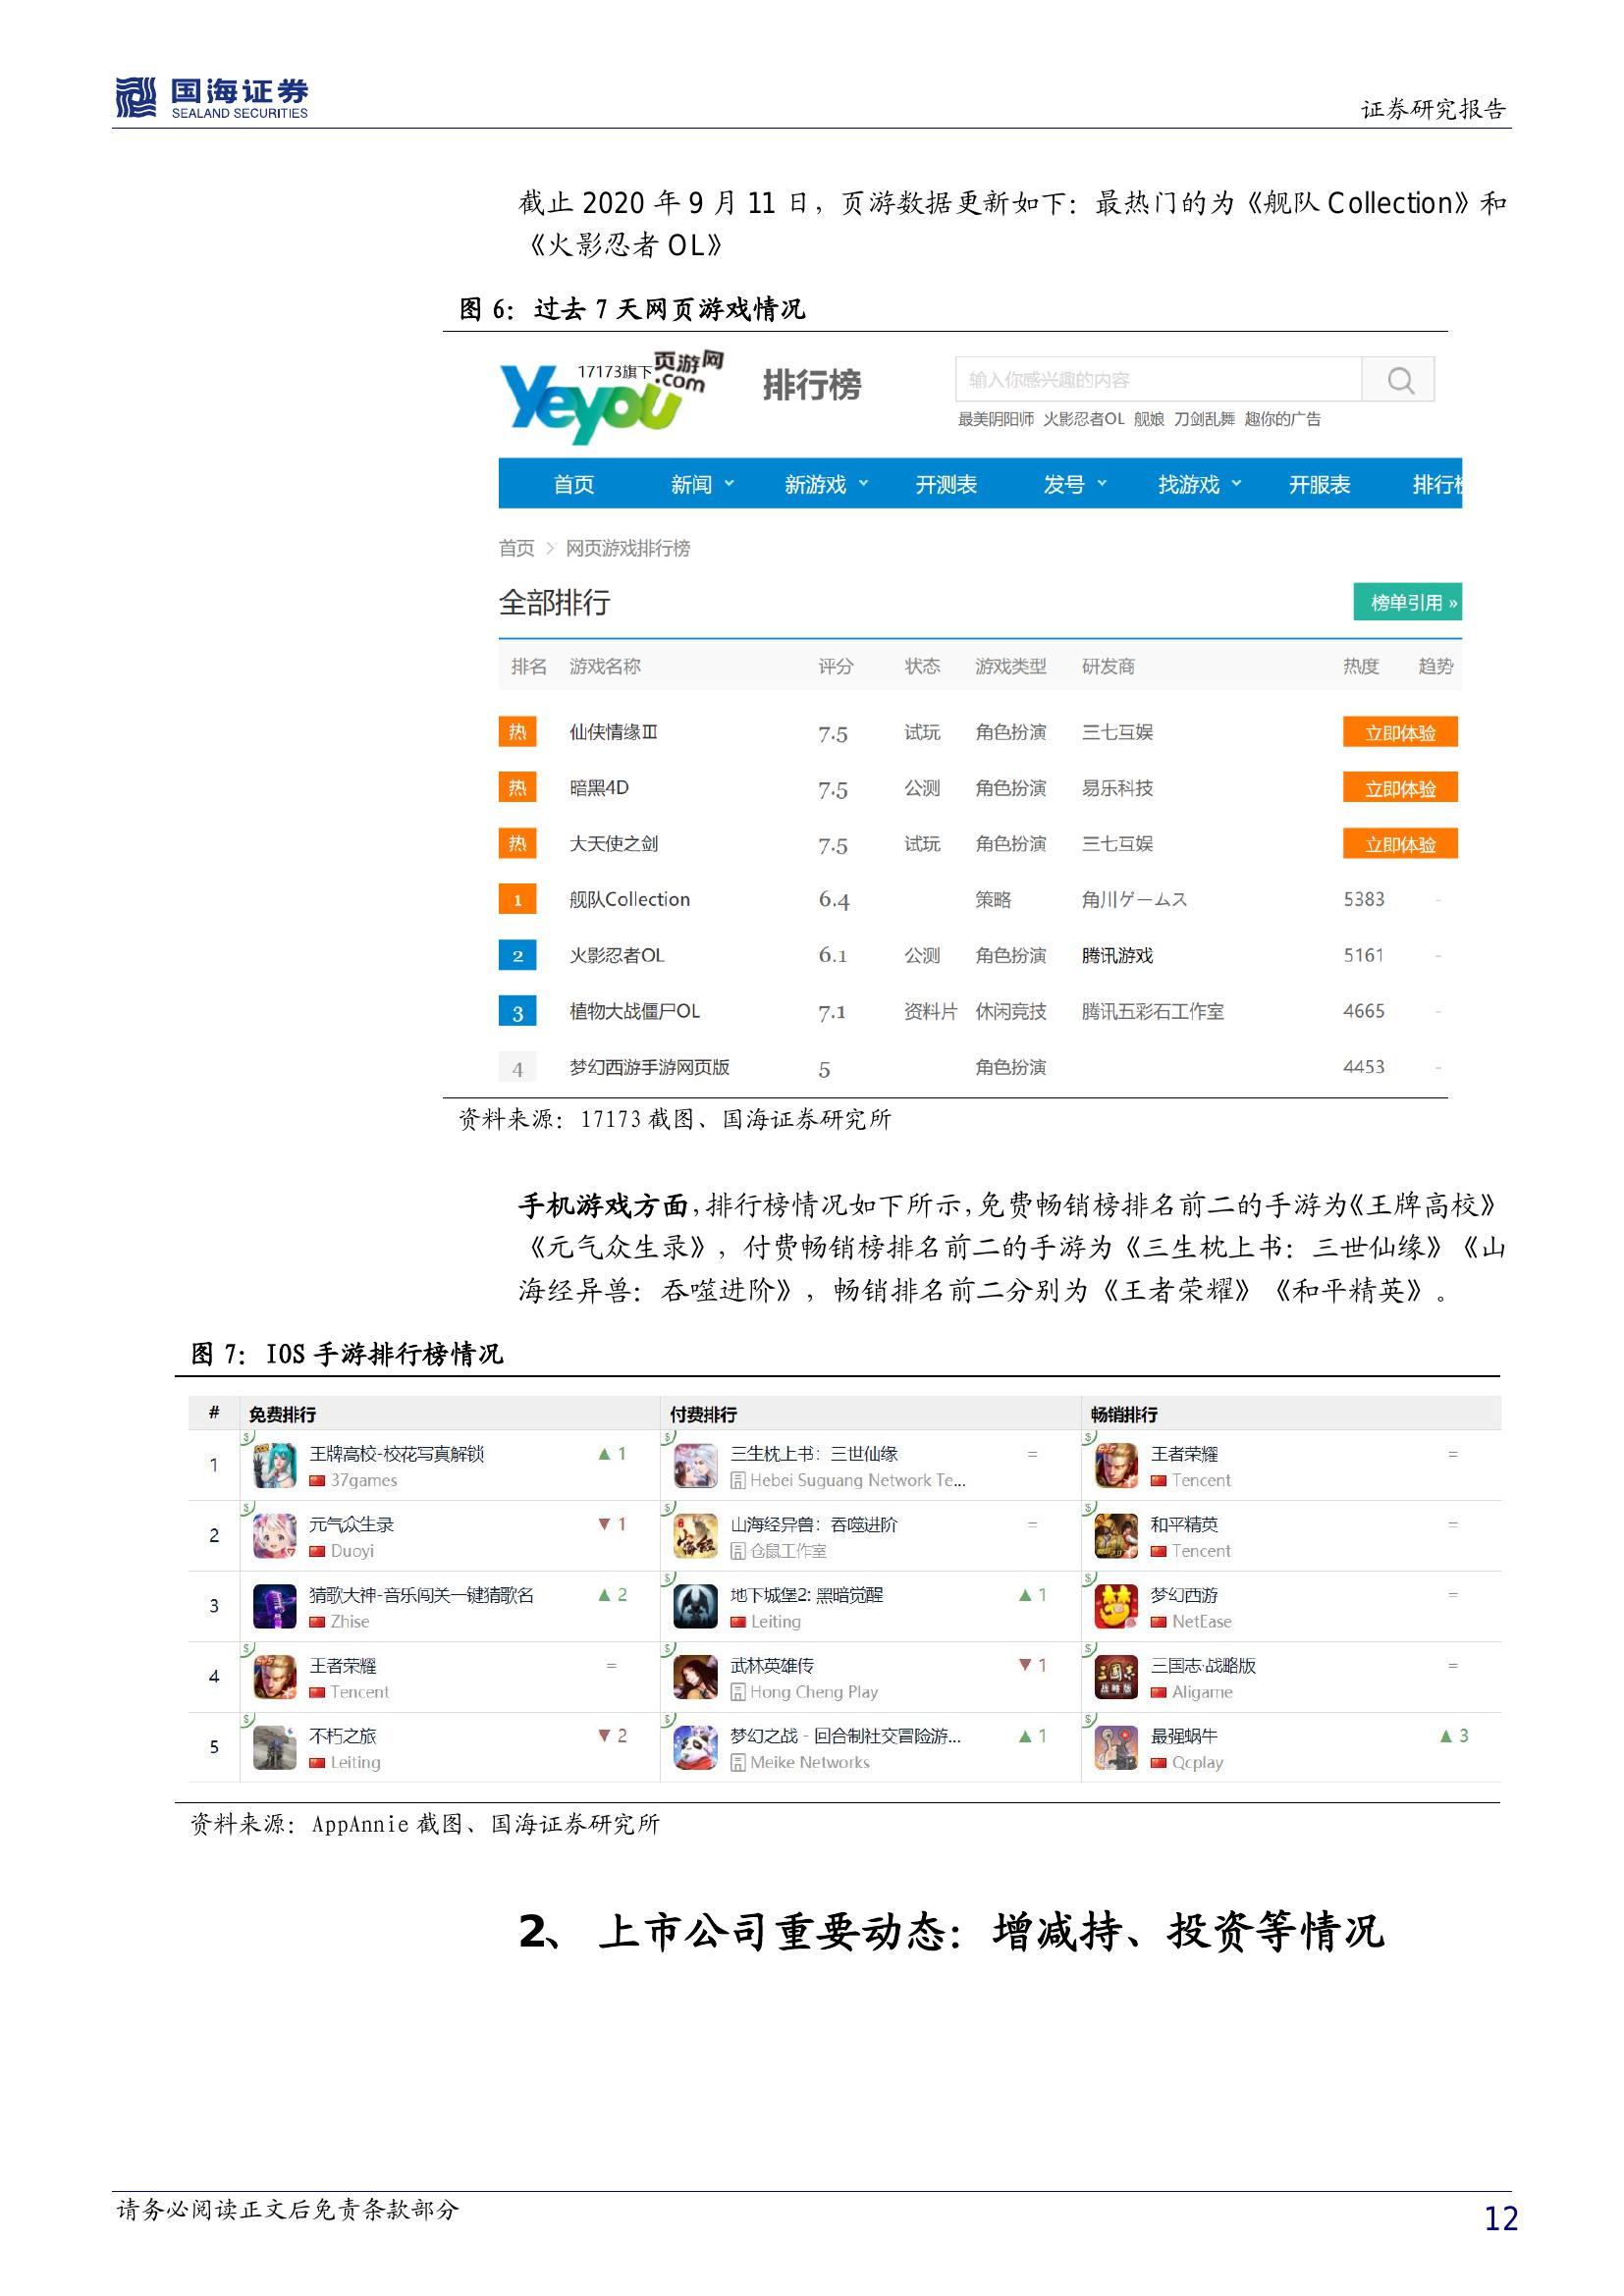 国海证券
SEALAND SECURITIES
证券研究报告
截止 2020 年 9 月 11 日，页游数据更新如下：最热门的为《舰队 Collection》和
《火影忍者 OL》
图 6：过去 7 天网页游戏情况
Yeyou 17173旗下 页游网 .com
排行榜
输入你感兴趣的内容
最美阴阳师 火影忍者OL 舰娘 刀剑乱舞 趣你的广告
首页 新闻 新游戏 开测表 发号 找游戏 开服表 排行
首页 > 网页游戏排行榜
全部排行 榜单引用 »
排名 游戏名称 评分 状态 游戏类型 研发商 热度 趋势
热 仙侠情缘Ⅲ 7.5 试玩 角色扮演 三七互娱 立即体验
热 暗黑4D 7.5 公测 角色扮演 易乐科技 立即体验
热 大天使之剑 7.5 试玩 角色扮演 三七互娱 立即体验
1 舰队Collection 6.4 策略 角川ゲームス 5383 -
2 火影忍者OL 6.1 公测 角色扮演 腾讯游戏 5161 -
3 植物大战僵尸OL 7.1 资料片 休闲竞技 腾讯五彩石工作室 4665 -
4 梦幻西游手游网页版 5 角色扮演 4453 -
资料来源：17173 截图、国海证券研究所
手机游戏方面，排行榜情况如下所示，免费畅销榜排名前二的手游为《王牌高校》
《元气众生录》，付费畅销榜排名前二的手游为《三生枕上书：三世仙缘》《山
海经异兽：吞噬进阶》，畅销排名前二分别为《王者荣耀》《和平精英》。
图 7：IOS 手游排行榜情况
# 免费排行 付费排行 畅销排行
1 王牌高校-校花写真解锁 ▲ 1 三生枕上书：三世仙缘 = 王者荣耀 =
37games Hebei Suguang Network Te... Tencent
2 元气众生录 ▼ 1 山海经异兽：吞噬进阶 = 和平精英 =
Duoyi 仓鼠工作室 Tencent
3 猜歌大神-音乐闯关一键猜歌名 ▲ 2 地下城堡2: 黑暗觉醒 ▲ 1 梦幻西游 =
Zhise Leiting NetEase
4 王者荣耀 = 武林英雄传 ▼ 1 三国志·战略版 =
Tencent Hong Cheng Play Aligame
5 不朽之旅 ▼ 2 梦幻之战 - 回合制社交冒险游... ▲ 1 最强蜗牛 ▲ 3
Leiting Meike Networks Qcplay
资料来源：AppAnnie 截图、国海证券研究所
2、 上市公司重要动态：增减持、投资等情况
请务必阅读正文后免责条款部分
12